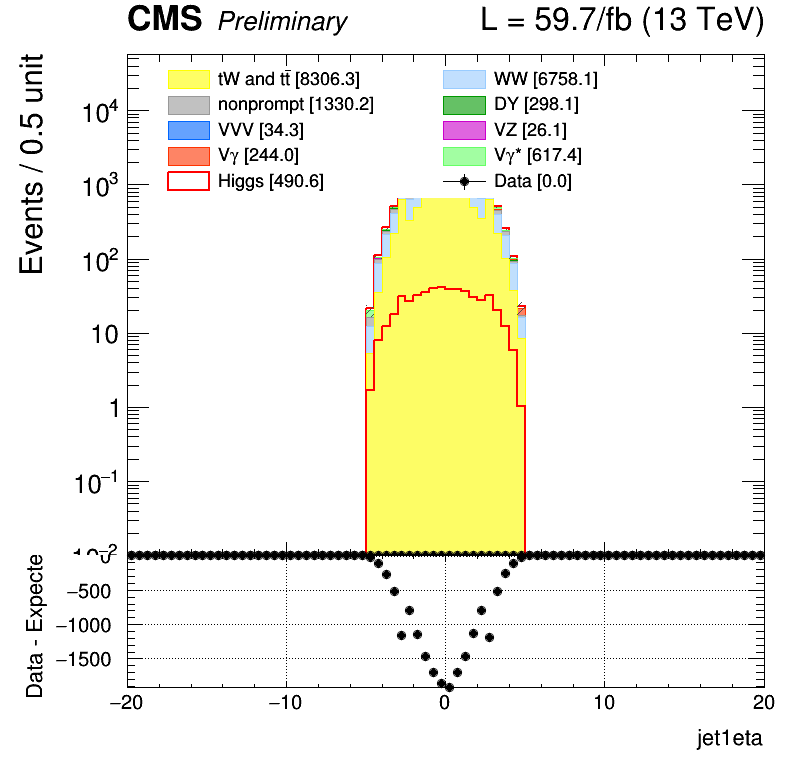 CMS Preliminary L = 59.7/fb (13 TeV)
Events / 0.5 unit
tW and tt̄ [8306.3] WW [6758.1]
nonprompt [1330.2] DY [298.1]
VVV [34.3] VZ [26.1]
Vγ [244.0] Vγ* [617.4]
Higgs [490.6] Data [0.0]
10⁴
10³
10²
10
1
10⁻¹
10⁻²
Data - Expecte
0
−500
−1000
−1500
−20 −10 0 10 20
jet1eta